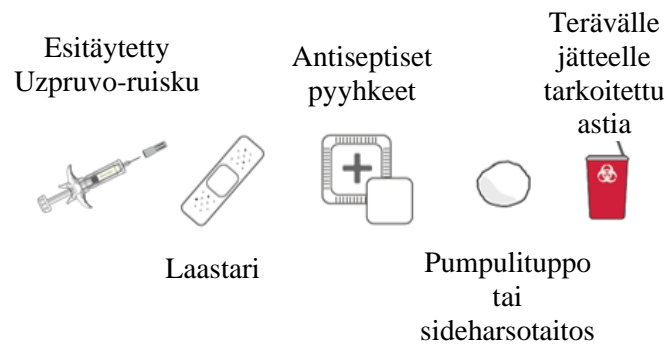 Esitäytetty
Uzpruvo-ruisku
Antiseptiset
pyyhkeet
Terävälle
jätteelle
tarkoitettu
astia
Laastari
Pumpulituppo
tai
sideharsotaitos